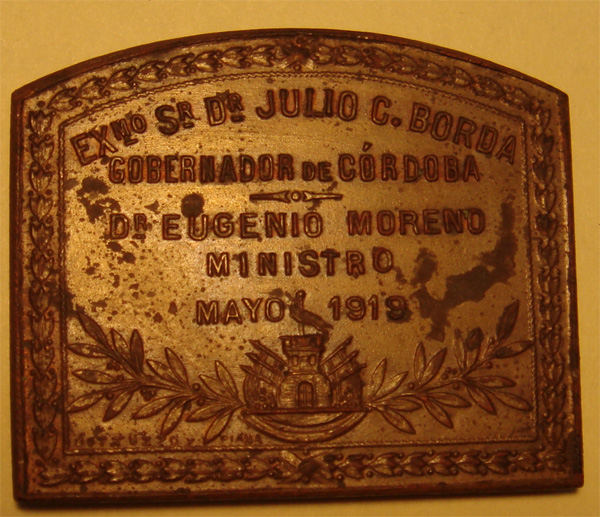 EXMO SR DR JULIO C. BORDA
GOBERNADOR DE CÓRDOBA
DR EUGENIO MORENO
MINISTRO
MAYO 1919